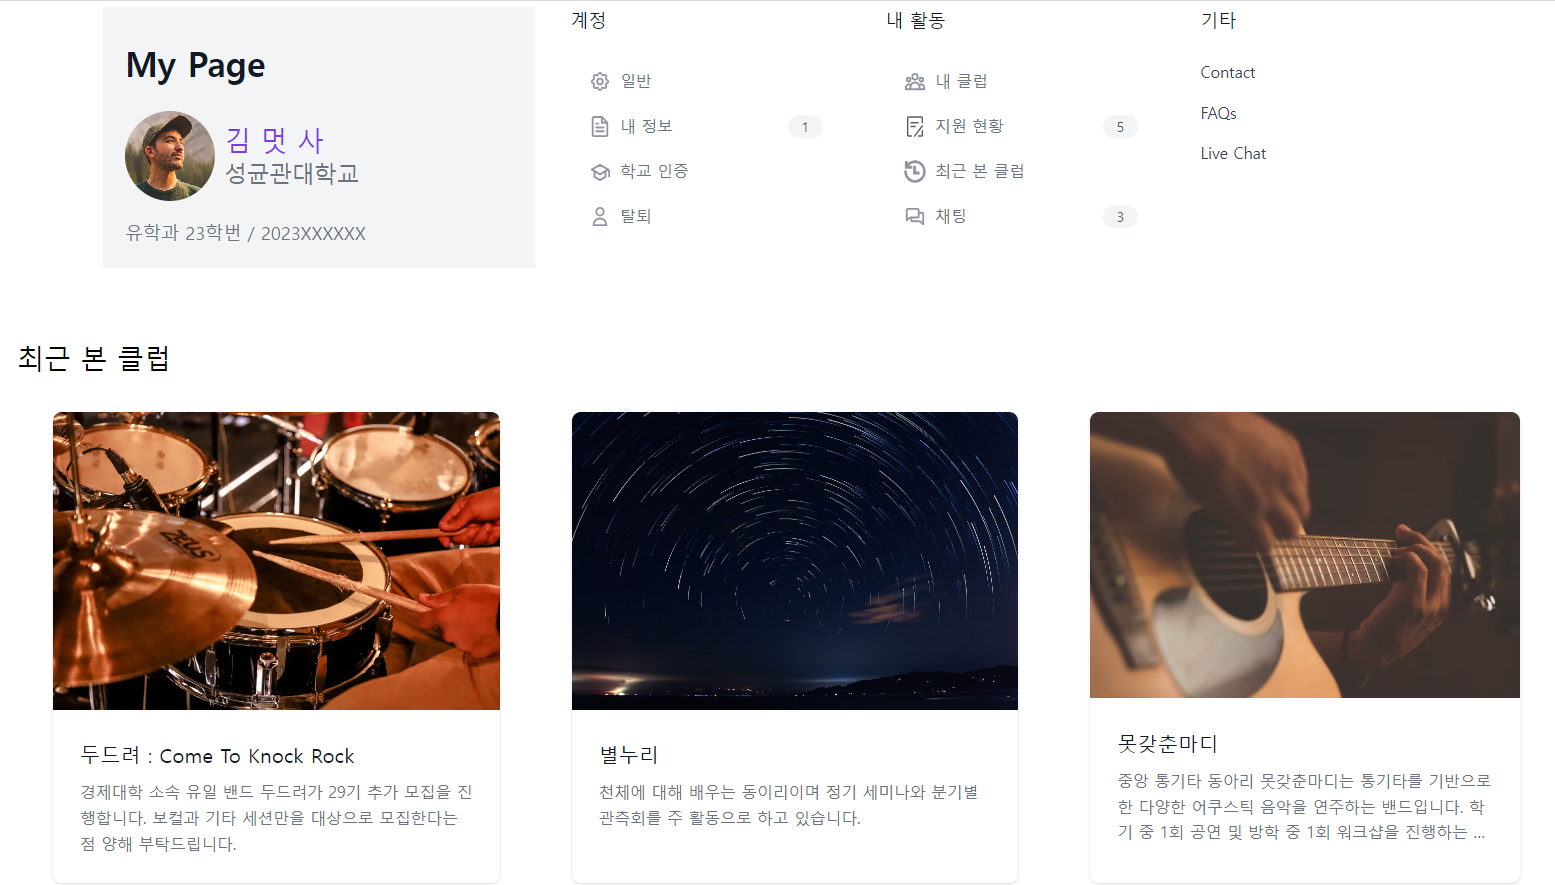 My Page
김 멋 사
성균관대학교
유학과 23학번 / 2023XXXXXX
계정
일반
내 정보 1
학교 인증
탈퇴
내 활동
내 클럽
지원 현황 5
최근 본 클럽
채팅 3
기타
Contact
FAQs
Live Chat
최근 본 클럽
ZEUS
두드려 : Come To Knock Rock
경제대학 소속 유일 밴드 두드려가 29기 추가 모집을 진
행합니다. 보컬과 기타 세션만을 대상으로 모집한다는
점 양해 부탁드립니다.
별누리
천체에 대해 배우는 동이리이며 정기 세미나와 분기별
관측회를 주 활동으로 하고 있습니다.
못갖춘마디
중앙 통기타 동아리 못갖춘마디는 통기타를 기반으로
한 다양한 어쿠스틱 음악을 연주하는 밴드입니다. 학
기 중 1회 공연 및 방학 중 1회 워크샵을 진행하는 ...